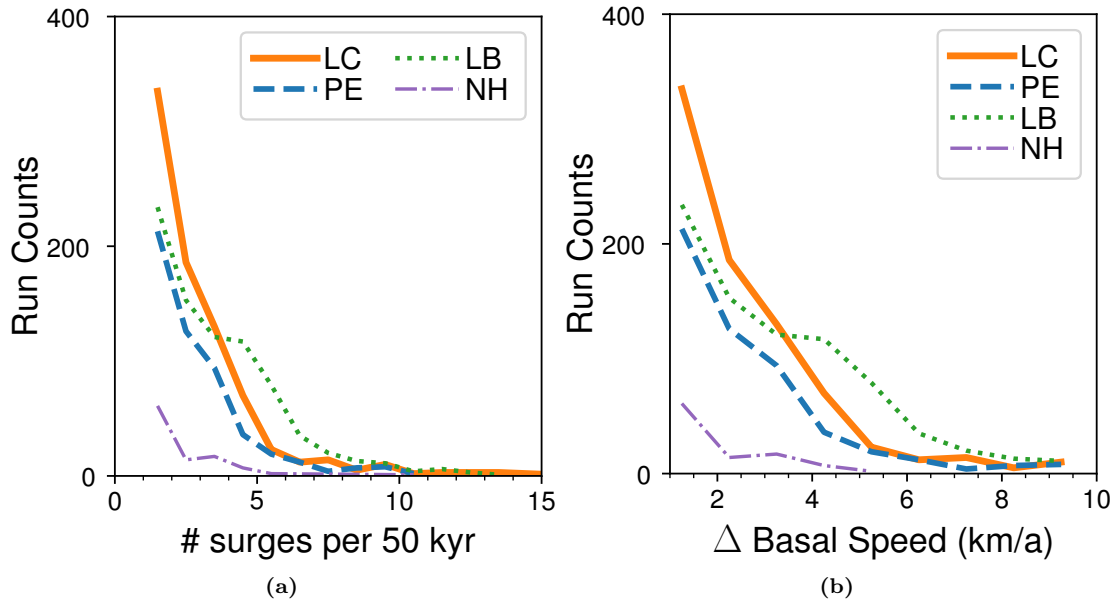 400
200
0
Run Counts
LC
PE
LB
NH
0
5
10
15
# surges per 50 kyr
(a)
400
200
0
Run Counts
LC
PE
LB
NH
2
4
6
8
10
Δ Basal Speed (km/a)
(b)